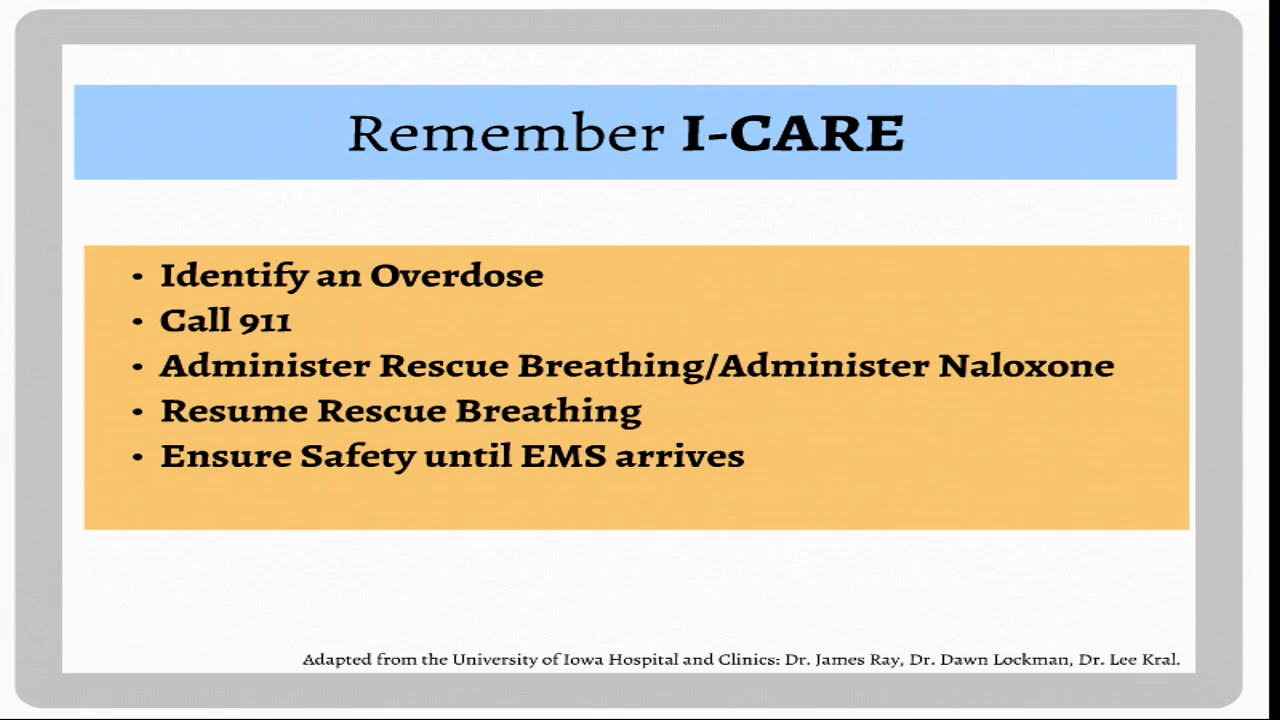 Remember I-CARE
• Identify an Overdose
• Call 911
• Administer Rescue Breathing/Administer Naloxone
• Resume Rescue Breathing
• Ensure Safety until EMS arrives
Adapted from the University of Iowa Hospital and Clinics: Dr. James Ray, Dr. Dawn Lockman, Dr. Lee Kral.